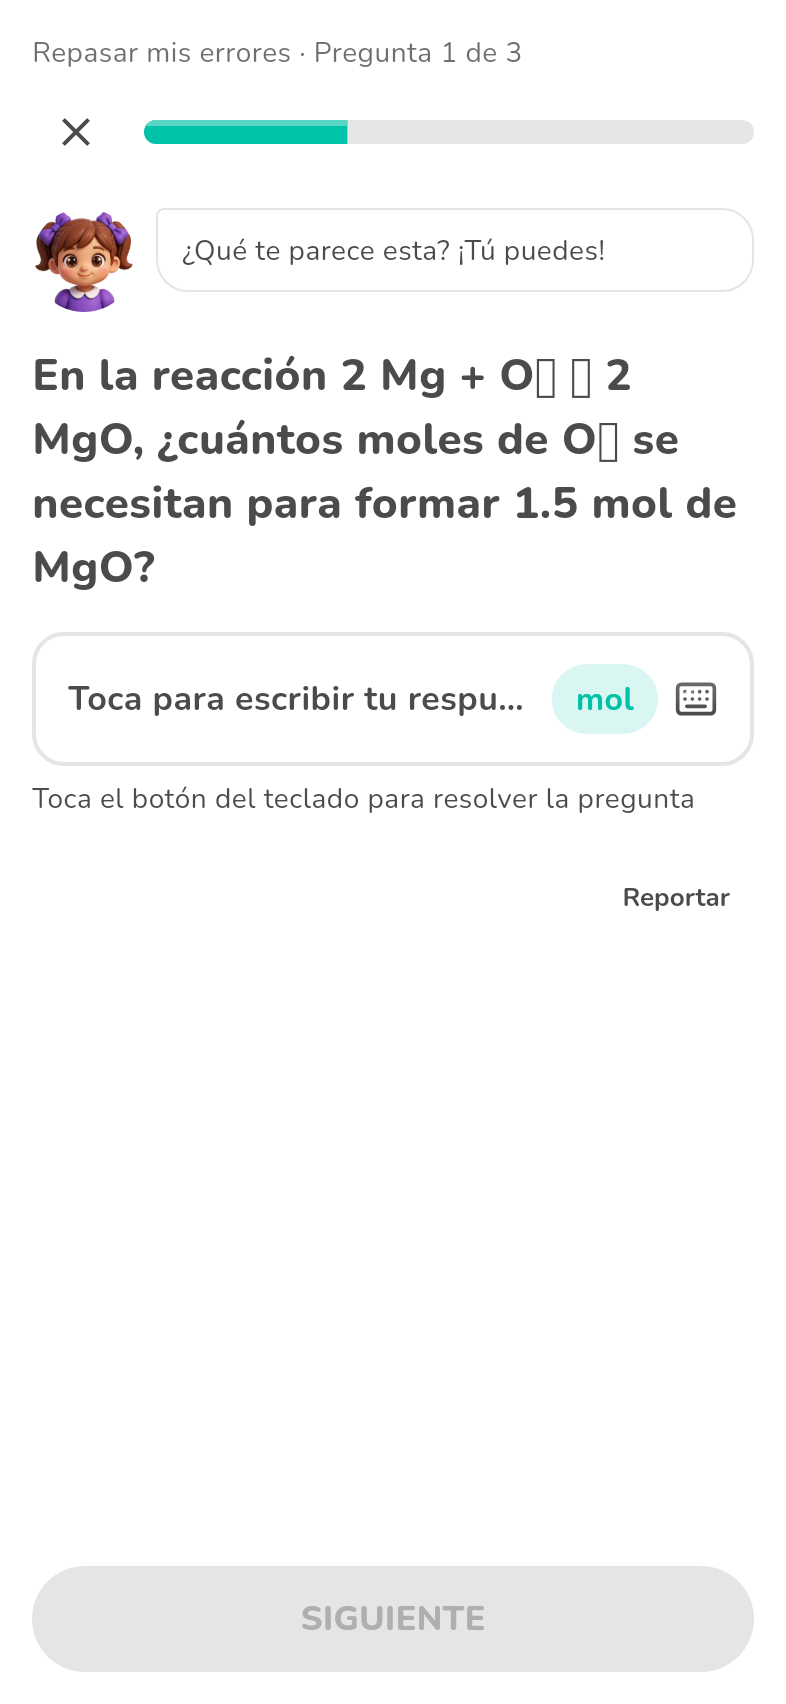 Repasar mis errores · Pregunta 1 de 3
¿Qué te parece esta? ¡Tú puedes!
En la reacción 2 Mg + O▯ ▯ 2
MgO, ¿cuántos moles de O▯ se
necesitan para formar 1.5 mol de
MgO?
Toca para escribir tu respu... mol
Toca el botón del teclado para resolver la pregunta
Reportar
SIGUIENTE